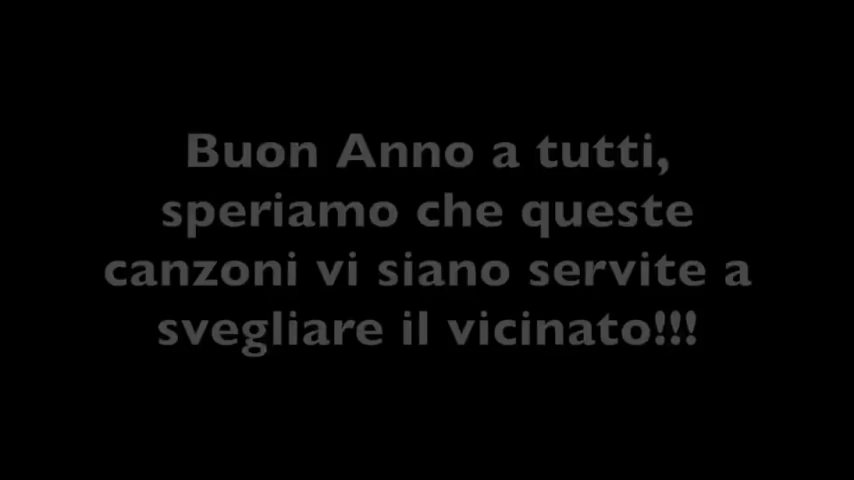 Buon Anno a tutti,
speriamo che queste
canzoni vi siano servite a
svegliare il vicinato!!!